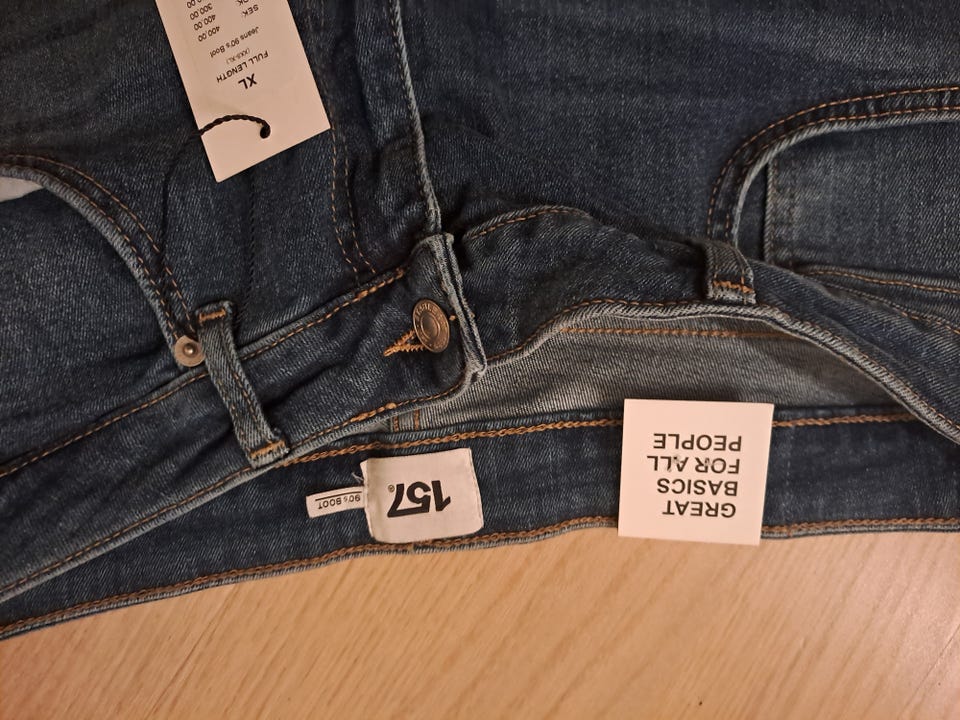 XL
FULL LENGTH
(XXS-XL)
Jeans 90's Boot
SEK: 400.00
400.00
300.00
157®
90's BOOT
GREAT
BASICS
FOR ALL
PEOPLE